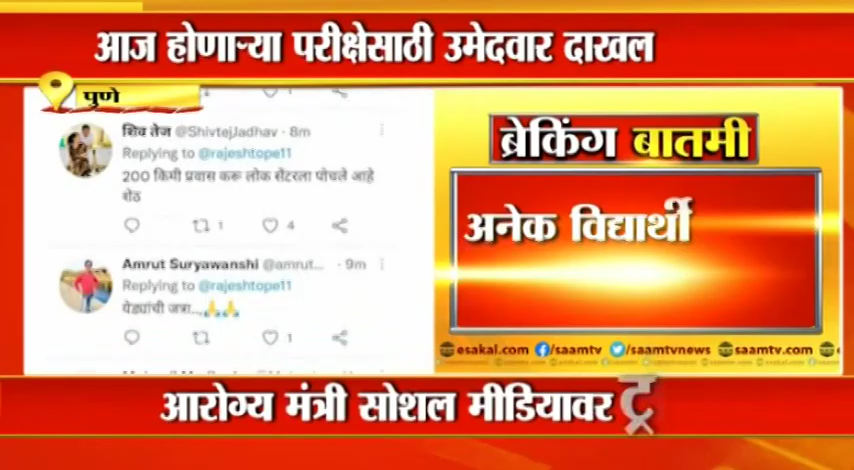 आज होणाऱ्या परीक्षेसाठी उमेदवार दाखल
पुणे
शिव तेज @ShivtejJadhav · 8m
Replying to @rajeshtope11
200 किमी प्रवास करू लोक सेंटरला पोचले आहे
शेठ
1 4
Amrut Suryawanshi @amrut... · 9m
Replying to @rajeshtope11
येड्यांची जत्रा...🙏🙏
1
ब्रेकिंग बातमी
अनेक विद्यार्थी
esakal.com /saamtv /saamtvnews saamtv.com
आरोग्य मंत्री सोशल मीडियावर ट्र